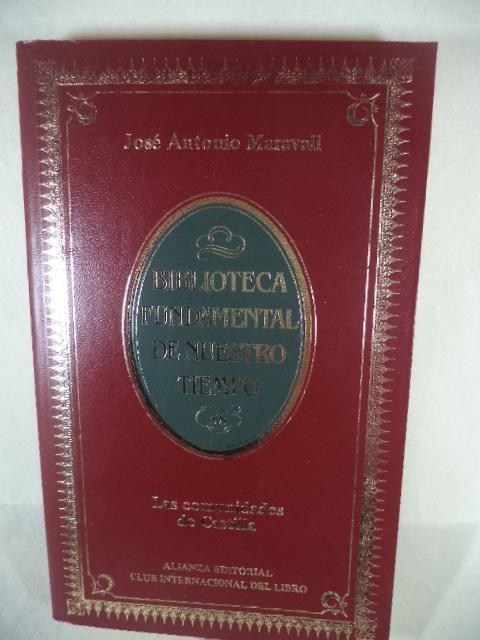 José Antonio Maravall
BIBLIOTECA
FUNDAMENTAL
DE NUESTRO
TIEMPO
Las comunidades
de Castilla
ALIANZA EDITORIAL
CLUB INTERNACIONAL DEL LIBRO